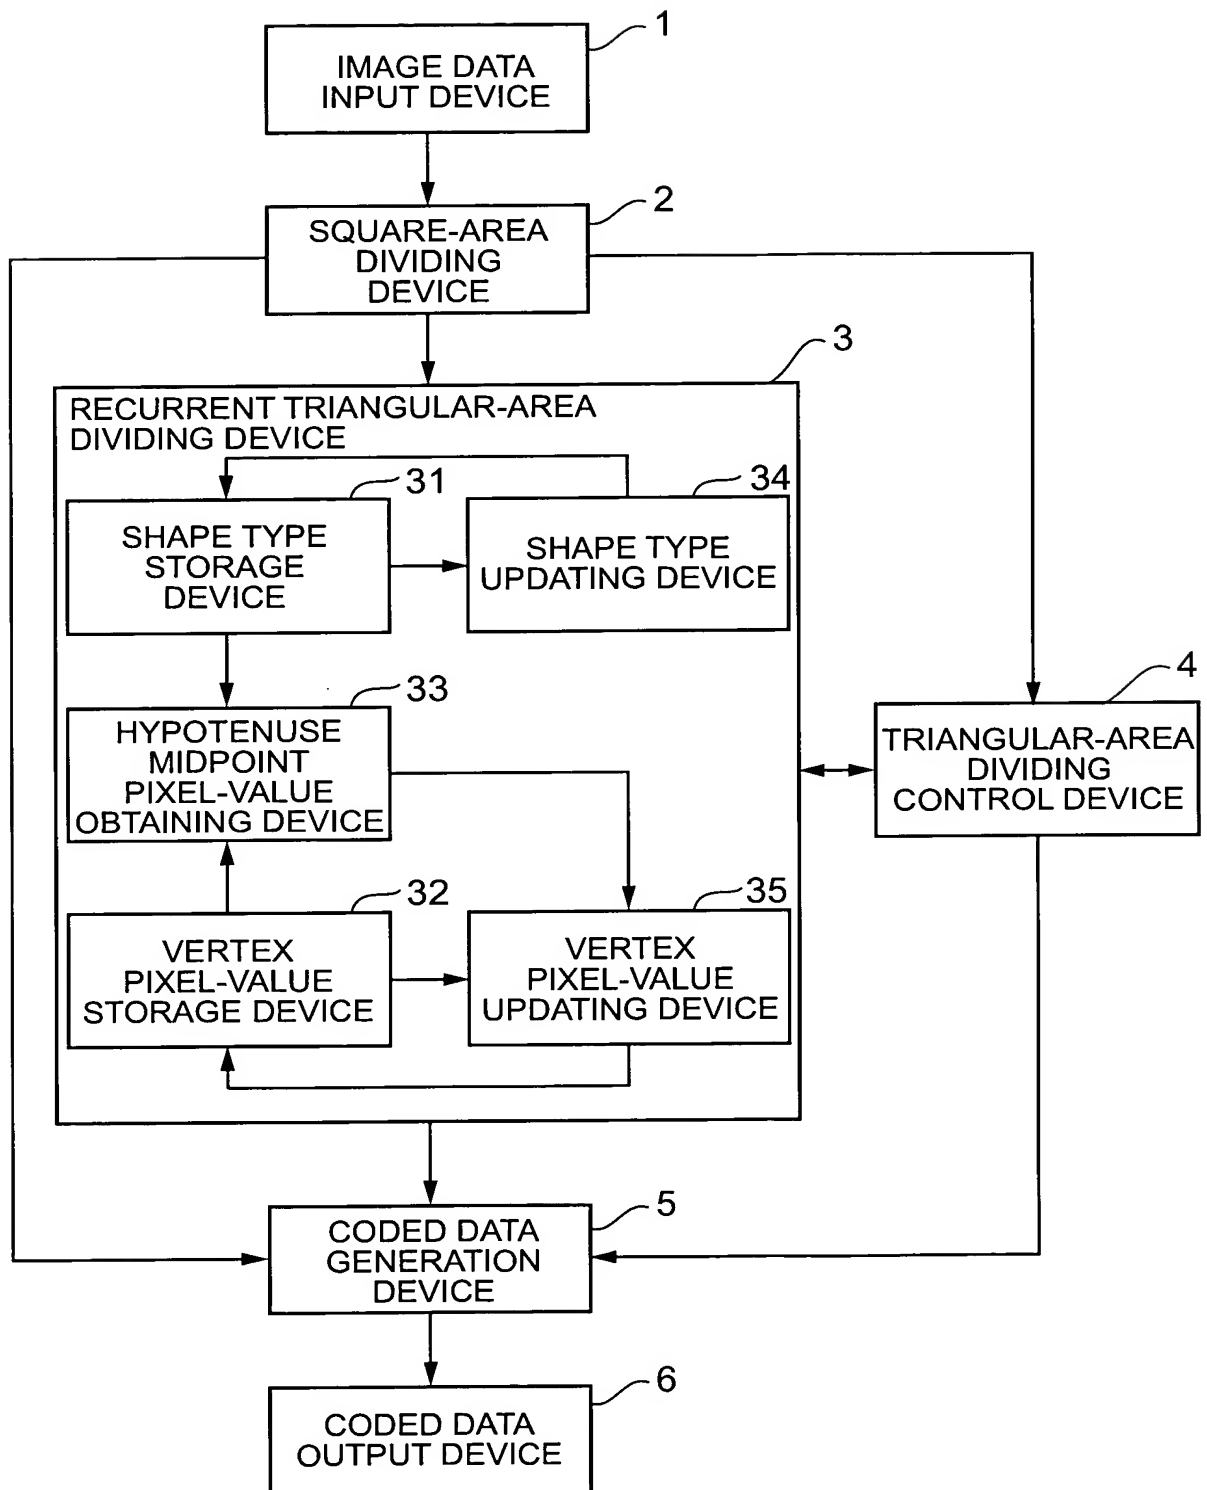 1
IMAGE DATA
INPUT DEVICE
2
SQUARE-AREA
DIVIDING
DEVICE
3
RECURRENT TRIANGULAR-AREA
DIVIDING DEVICE
31
SHAPE TYPE
STORAGE
DEVICE
34
SHAPE TYPE
UPDATING DEVICE
33
HYPOTENUSE
MIDPOINT
PIXEL-VALUE
OBTAINING DEVICE
4
TRIANGULAR-AREA
DIVIDING
CONTROL DEVICE
32
VERTEX
PIXEL-VALUE
STORAGE DEVICE
35
VERTEX
PIXEL-VALUE
UPDATING DEVICE
5
CODED DATA
GENERATION
DEVICE
6
CODED DATA
OUTPUT DEVICE